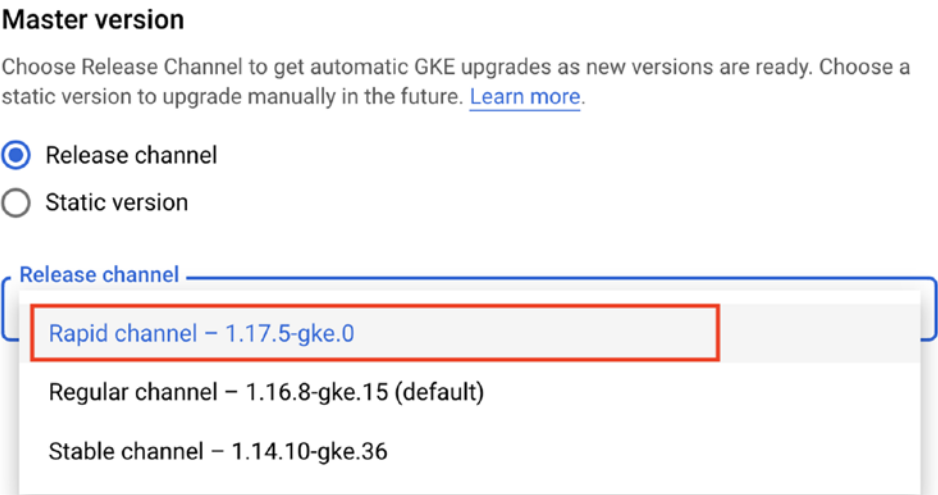 Master version
Choose Release Channel to get automatic GKE upgrades as new versions are ready. Choose a
static version to upgrade manually in the future. Learn more.
Release channel
Static version
Release channel
Rapid channel – 1.17.5-gke.0
Regular channel – 1.16.8-gke.15 (default)
Stable channel – 1.14.10-gke.36